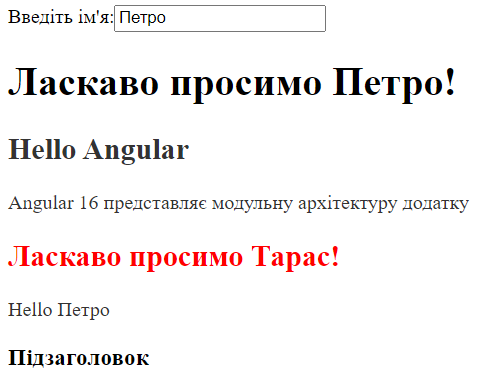 Введіть ім'я: Петро
Ласкаво просимо Петро!
Hello Angular
Angular 16 представляє модульну архітектуру додатку
Ласкаво просимо Тарас!
Hello Петро
Підзаголовок